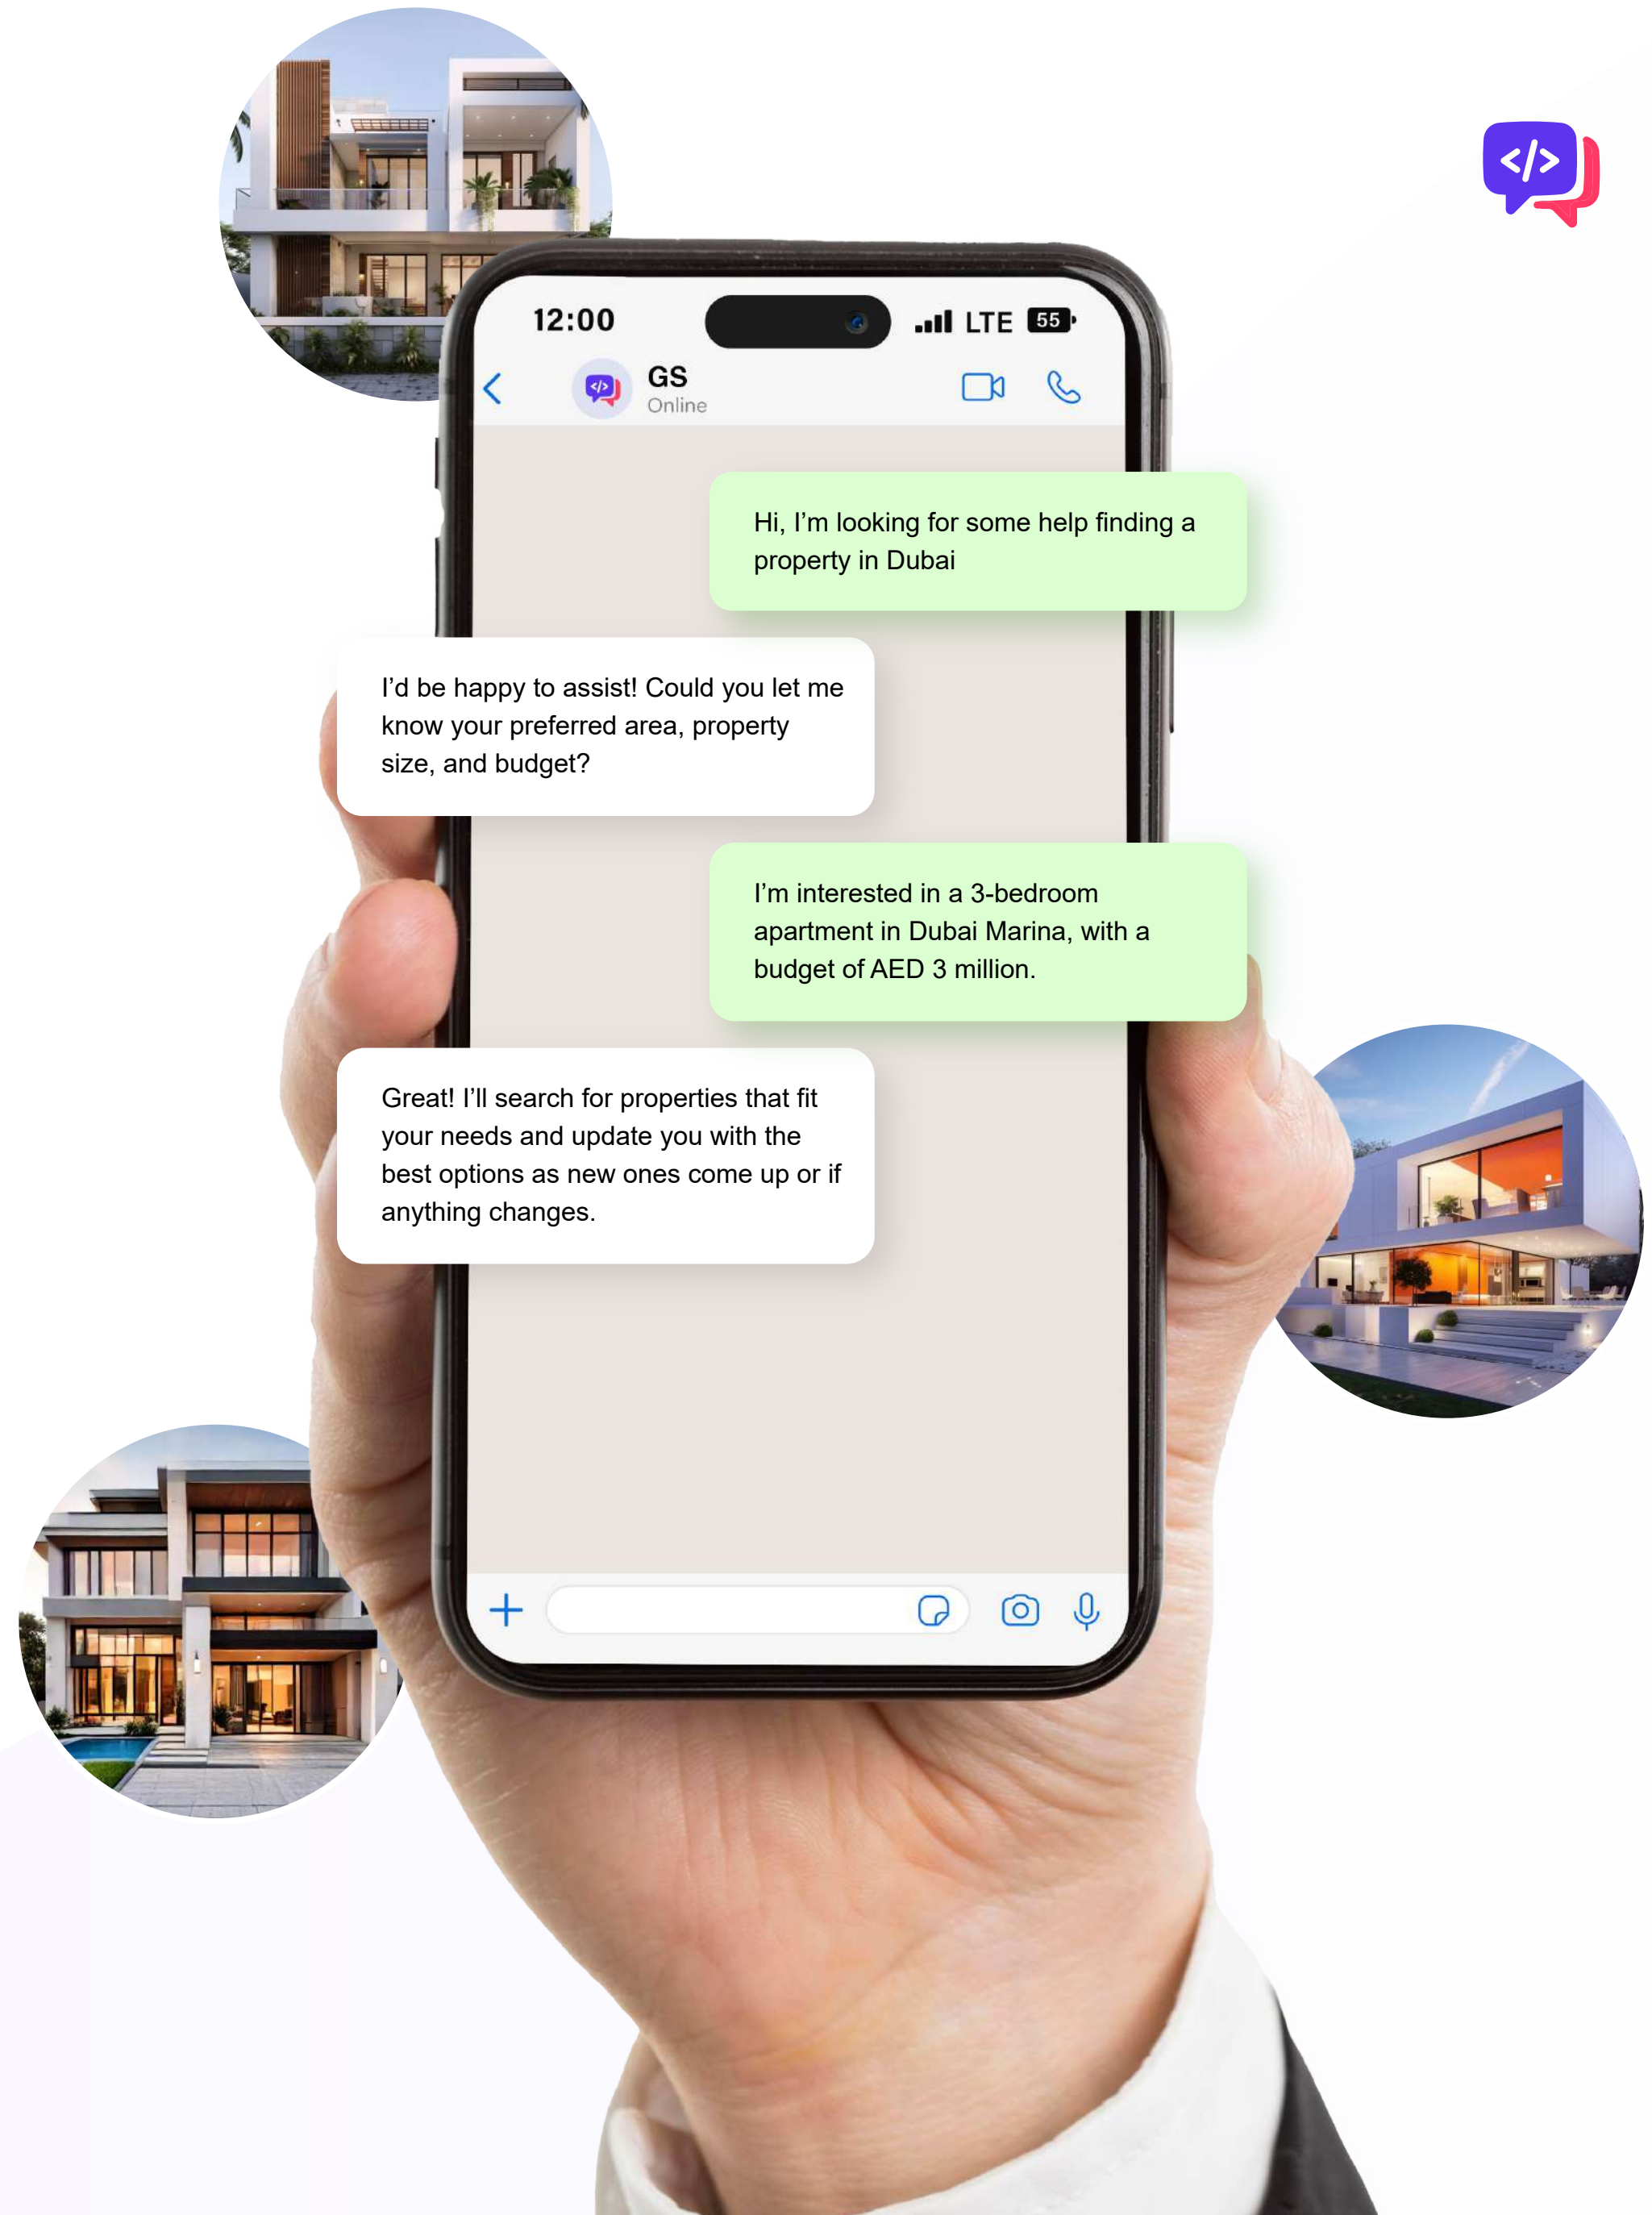 </>
12:00
LTE 55
</>
GS
Online
Hi, I’m looking for some help finding a
property in Dubai
I’d be happy to assist! Could you let me
know your preferred area, property
size, and budget?
I’m interested in a 3-bedroom
apartment in Dubai Marina, with a
budget of AED 3 million.
Great! I’ll search for properties that fit
your needs and update you with the
best options as new ones come up or if
anything changes.